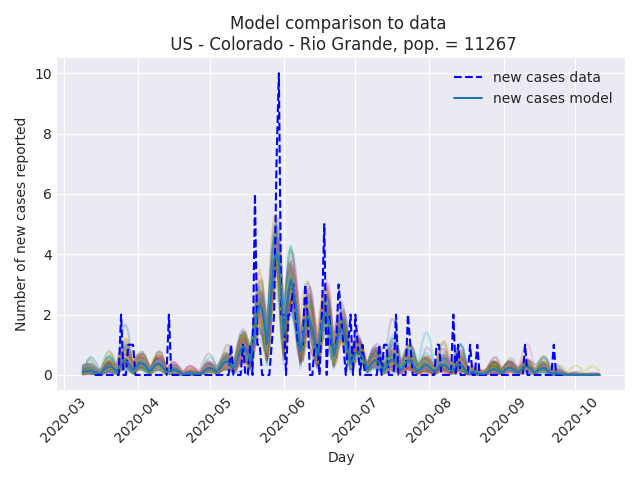 Model comparison to data
US - Colorado - Rio Grande, pop. = 11267
new cases data
new cases model
Number of new cases reported
10
8
6
4
2
0
2020-03
2020-04
2020-05
2020-06
2020-07
2020-08
2020-09
2020-10
Day